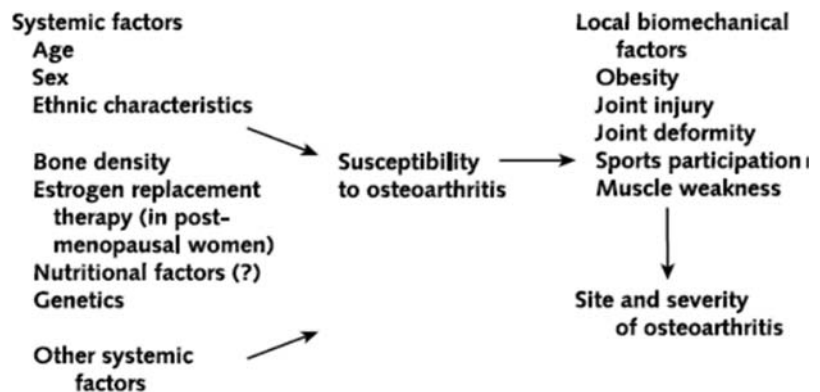 Systemic factors
Age
Sex
Ethnic characteristics
Bone density
Estrogen replacement
therapy (in post-
menopausal women)
Nutritional factors (?)
Genetics
Other systemic
factors
Susceptibility
to osteoarthritis
Local biomechanical
factors
Obesity
Joint injury
Joint deformity
Sports participation
Muscle weakness
Site and severity
of osteoarthritis